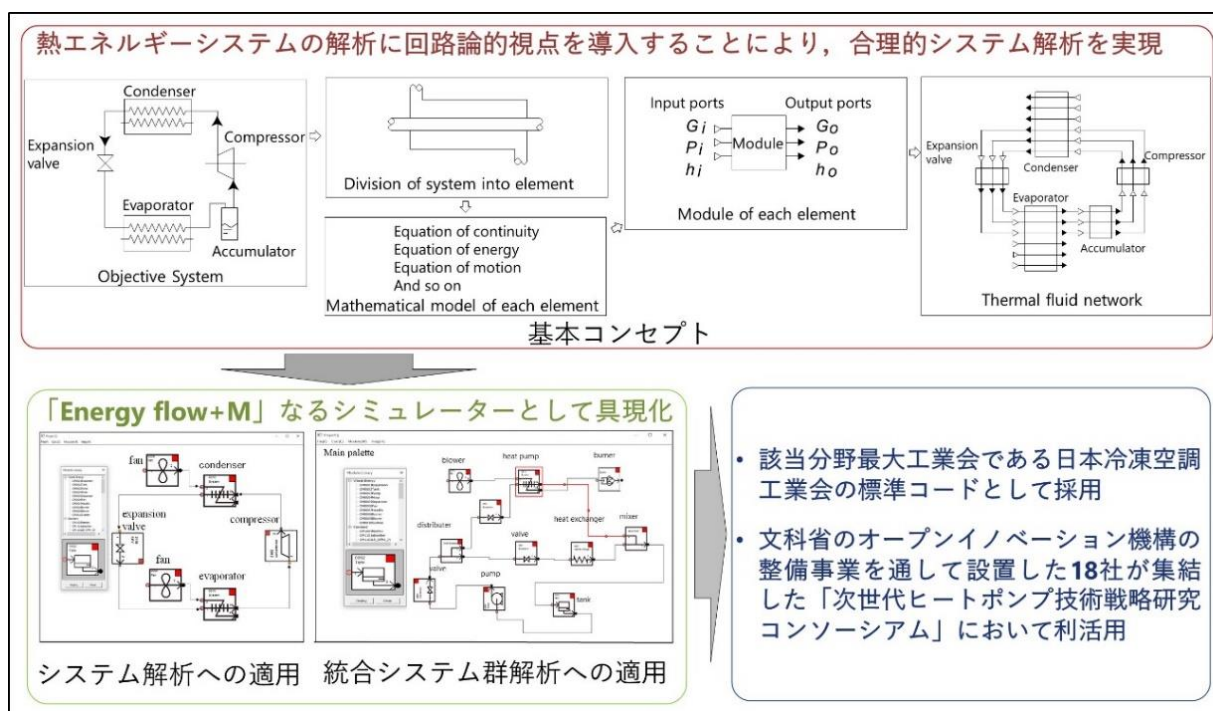 熱エネルギーシステムの解析に回路論的視点を導入することにより，合理的システム解析を実現
Condenser
Expansion
valve
Compressor
Evaporator
Accumulator
Objective System
Division of system into element
Equation of continuity
Equation of energy
Equation of motion
And so on
Mathematical model of each element
Input ports
Output ports
Gi
Pi
hi
Module
Go
Po
ho
Module of each element
Expansion
valve
Condenser
Compressor
Evaporator
Accumulator
Thermal fluid network
基本コンセプト
「Energy flow+M」なるシミュレーターとして具現化
fan
condenser
expansion
valve
compressor
fan
evaporator
システム解析への適用
Main palette
blower
heat pump
burner
distributer
valve
heat exchanger
mixer
valve
pump
tank
統合システム群解析への適用
• 該当分野最大工業会である日本冷凍空調
工業会の標準コードとして採用
• 文科省のオープンイノベーション機構の
整備事業を通して設置した18社が集結
した「次世代ヒートポンプ技術戦略研究
コンソーシアム」において利活用